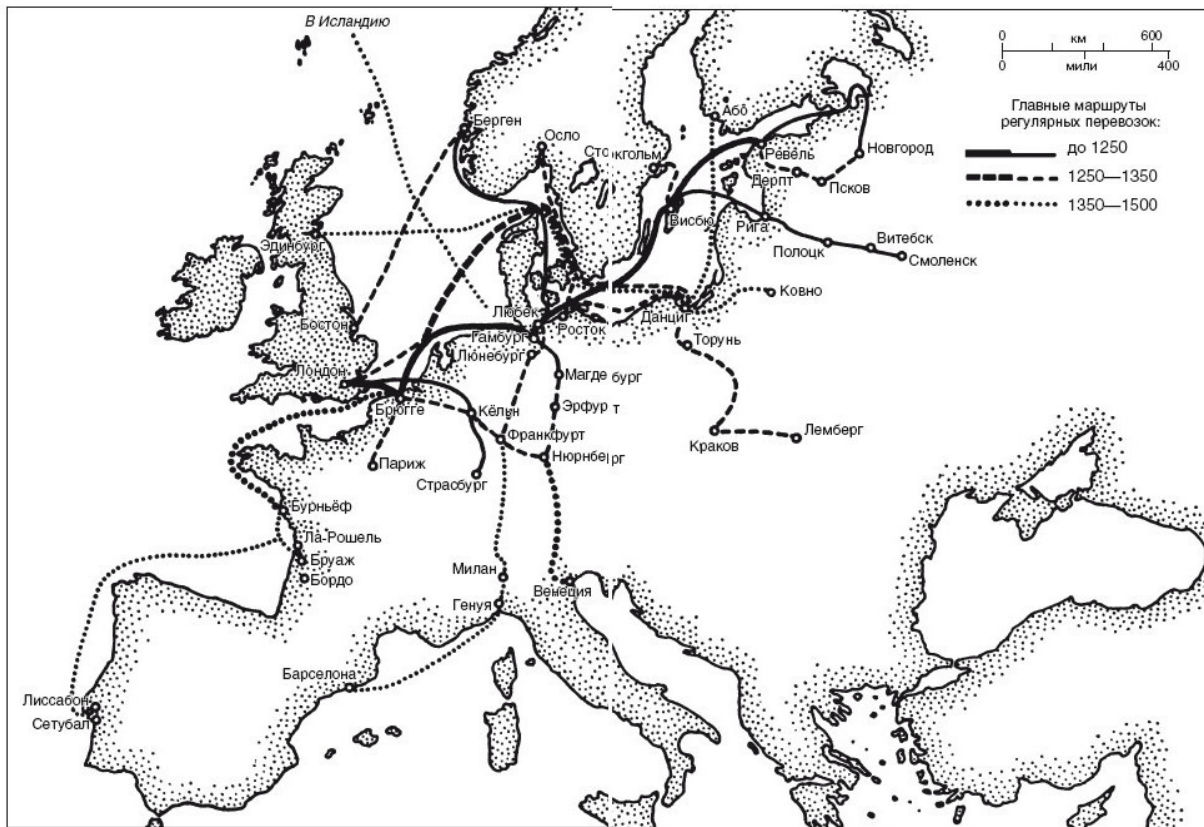 В Исландию
0 км 600
0 мили 400
Главные маршруты
регулярных перевозок:
до 1250
1250—1350
1350—1500
Берген
Осло
Стокгольм
Або
Ревель
Новгород
Дерпт
Псков
Висбю
Рига
Полоцк
Витебск
Смоленск
Эдинбург
Ковно
Любек
Росток
Данциг
Бостон
Гамбург
Торунь
Люнебург
Лондон
Магдебург
Брюгге
Кёльн
Эрфурт
Франкфурт
Краков
Лемберг
Париж
Нюрнберг
Страсбург
Бурньёф
Ла-Рошель
Бруаж
Бордо
Милан
Венеция
Генуя
Барселона
Лиссабон
Сетубал